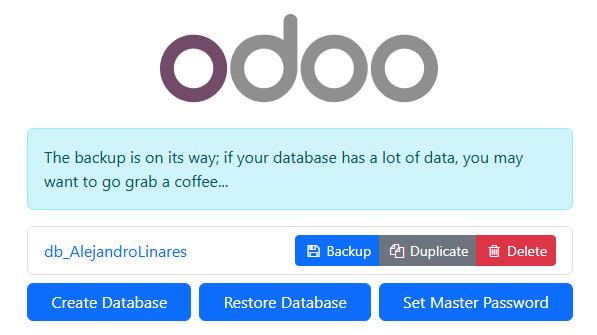 odoo
The backup is on its way; if your database has a lot of data, you may
want to go grab a coffee...
db_AlejandroLinares
Backup Duplicate Delete
Create Database Restore Database Set Master Password